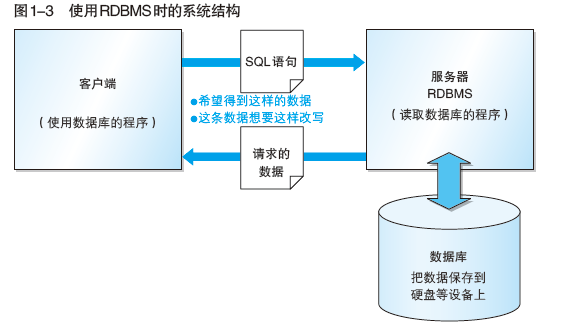 图1-3 使用RDBMS时的系统结构
客户端
（使用数据库的程序）
SQL语句
●希望得到这样的数据
●这条数据想要这样改写
请求的
数据
服务器
RDBMS
（读取数据库的程序）
数据库
把数据保存到
硬盘等设备上